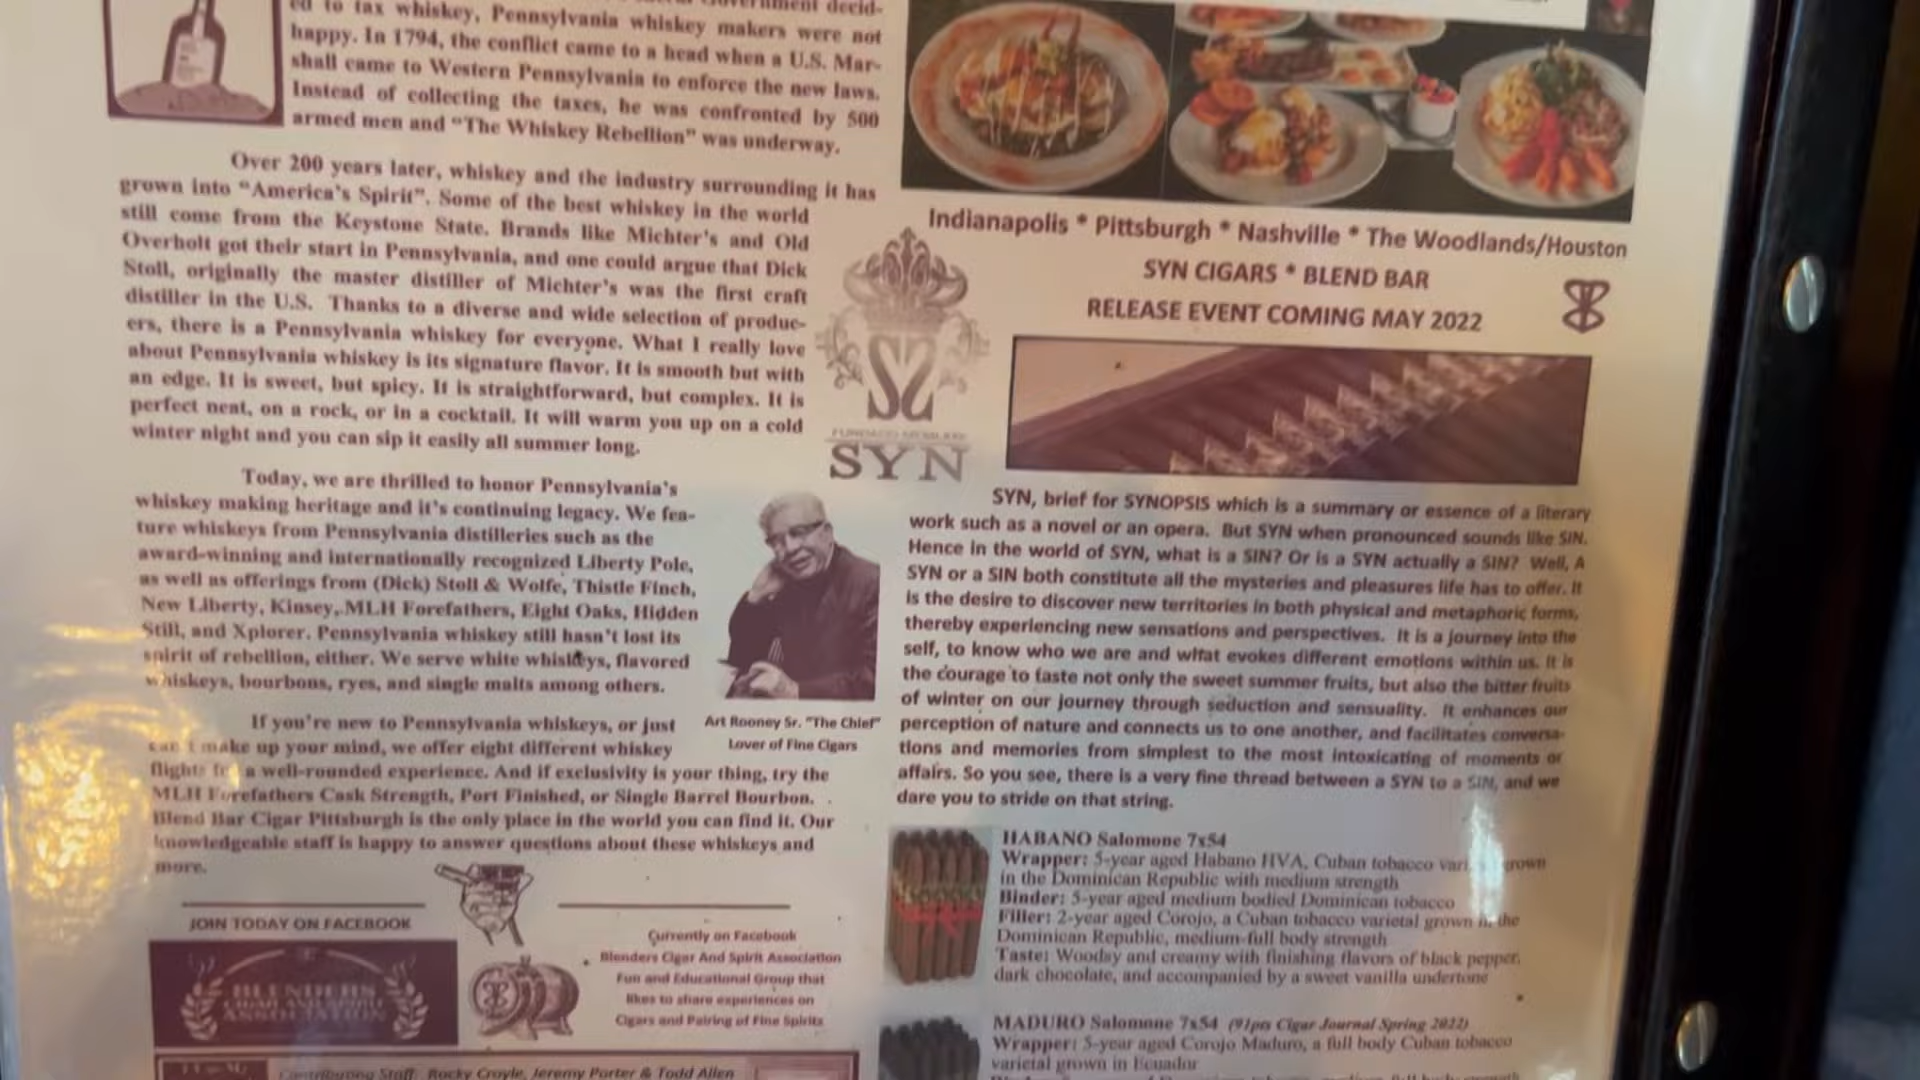 ed to tax whiskey, Pennsylvania whiskey makers were not
happy. In 1794, the conflict came to a head when a U.S. Mar-
shall came to Western Pennsylvania to enforce the new laws.
Instead of collecting the taxes, he was confronted by 500
armed men and "The Whiskey Rebellion" was underway.
Over 200 years later, whiskey and the industry surrounding it has
grown into "America's Spirit". Some of the best whiskey in the world
still come from the Keystone State. Brands like Michter's and Old
Overholt got their start in Pennsylvania, and one could argue that Dick
Stoll, originally the master distiller of Michter's was the first craft
distiller in the U.S. Thanks to a diverse and wide selection of produc-
ers, there is a Pennsylvania whiskey for everyone. What I really love
about Pennsylvania whiskey is its signature flavor. It is smooth but with
an edge. It is sweet, but spicy. It is straightforward, but complex. It is
perfect neat, on a rock, or in a cocktail. It will warm you up on a cold
winter night and you can sip it easily all summer long.
Today, we are thrilled to honor Pennsylvania's
whiskey making heritage and it's continuing legacy. We fea-
ture whiskeys from Pennsylvania distilleries such as the
award-winning and internationally recognized Liberty Pole,
as well as offerings from (Dick) Stoll & Wolfe, Thistle Finch,
New Liberty, Kinsey, MLH Forefathers, Eight Oaks, Hidden
Still, and Xplorer. Pennsylvania whiskey still hasn't lost its
spirit of rebellion, either. We serve white whiskeys, flavored
whiskeys, bourbons, ryes, and single malts among others.
If you're new to Pennsylvania whiskeys, or just
can't make up your mind, we offer eight different whiskey
flights for a well-rounded experience. And if exclusivity is your thing, try the
MLH Forefathers Cask Strength, Port Finished, or Single Barrel Bourbon.
Blend Bar Cigar Pittsburgh is the only place in the world you can find it. Our
knowledgeable staff is happy to answer questions about these whiskeys and
more.
Art Rooney Sr. "The Chief"
Lover of Fine Cigars
JOIN TODAY ON FACEBOOK
BLENDERS
CIGAR AND SPIRIT
ASSOCIATION
Currently on Facebook
Blenders Cigar And Spirit Association
Fun and Educational Group that
likes to share experiences on
Cigars and Pairing of Fine Spirits
Contributing Staff: Rocky Croyle, Jeremy Porter & Todd Allen
Indianapolis * Pittsburgh * Nashville * The Woodlands/Houston
SYN CIGARS * BLEND BAR
RELEASE EVENT COMING MAY 2022
SYN
SYN, brief for SYNOPSIS which is a summary or essence of a literary
work such as a novel or an opera. But SYN when pronounced sounds like SIN.
Hence in the world of SYN, what is a SIN? Or is a SYN actually a SIN? Well, A
SYN or a SIN both constitute all the mysteries and pleasures life has to offer. It
is the desire to discover new territories in both physical and metaphoric forms,
thereby experiencing new sensations and perspectives. It is a journey into the
self, to know who we are and what evokes different emotions within us. It is
the courage to taste not only the sweet summer fruits, but also the bitter fruits
of winter on our journey through seduction and sensuality. It enhances our
perception of nature and connects us to one another, and facilitates conversa-
tions and memories from simplest to the most intoxicating of moments or
affairs. So you see, there is a very fine thread between a SYN to a SIN, and we
dare you to stride on that string.
HABANO Salomone 7x54
Wrapper: 5-year aged Habano HVA, Cuban tobacco grown
in the Dominican Republic with medium strength
Binder: 5-year aged medium bodied Dominican tobacco
Filler: 2-year aged Corojo, a Cuban tobacco varietal grown in the
Dominican Republic, medium-full body strength
Taste: Woodsy and creamy with finishing flavors of black pepper,
dark chocolate, and accompanied by a sweet vanilla undertone
MADURO Salomone 7x54 (91pts Cigar Journal Spring 2022)
Wrapper: 5-year aged Corojo Maduro, a full body Cuban tobacco
varietal grown in Ecuador